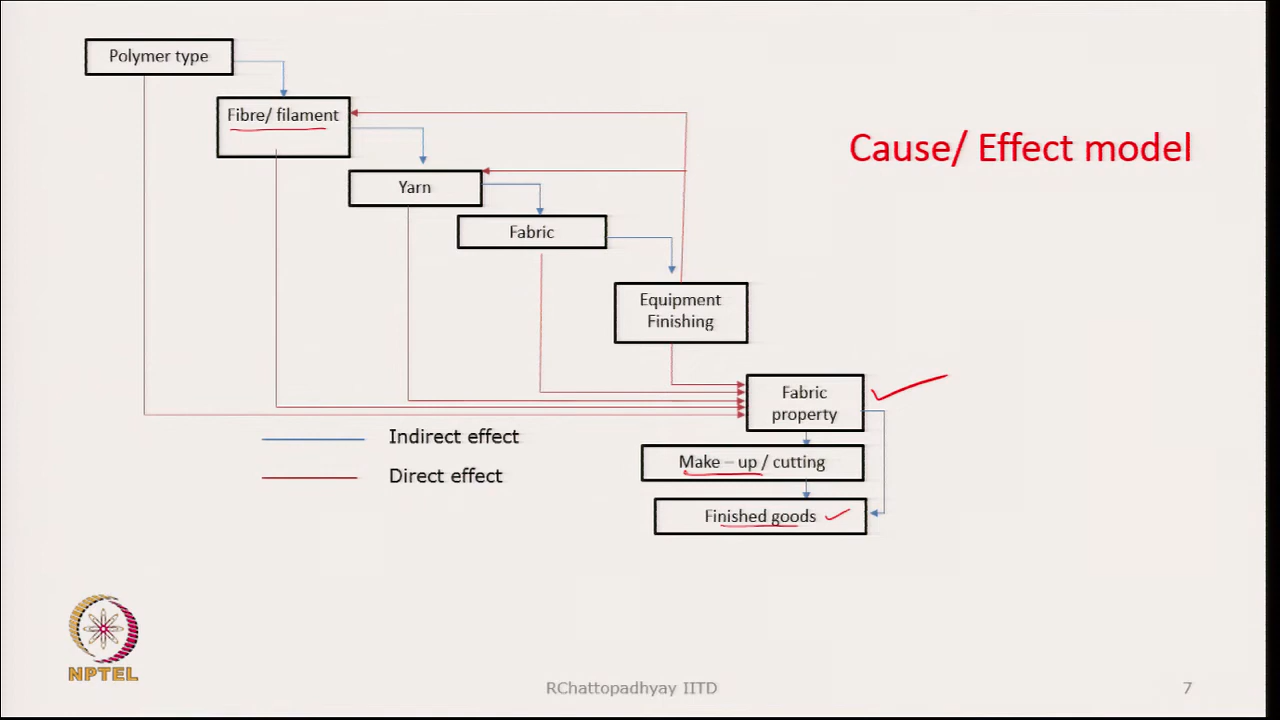 Polymer type
Fibre/ filament
Cause/ Effect model
Yarn
Fabric
Equipment
Finishing
Fabric
property
Indirect effect
Make – up / cutting
Direct effect
Finished goods
NPTEL
RChattopadhyay IITD
7